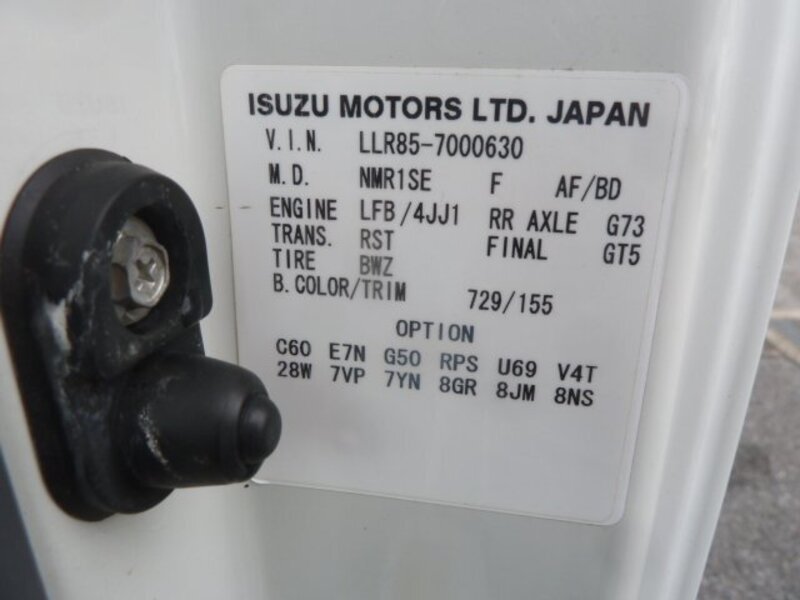 ISUZU MOTORS LTD. JAPAN
V.I.N. LLR85-7000630
M.D. NMR1SE F AF/BD
ENGINE LFB/4JJ1 RR AXLE G73
TRANS. RST FINAL GT5
TIRE BWZ
B.COLOR/TRIM 729/155
OPTION
C60 E7N G50 RPS U69 V4T
28W 7VP 7YN 8GR 8JM 8NS